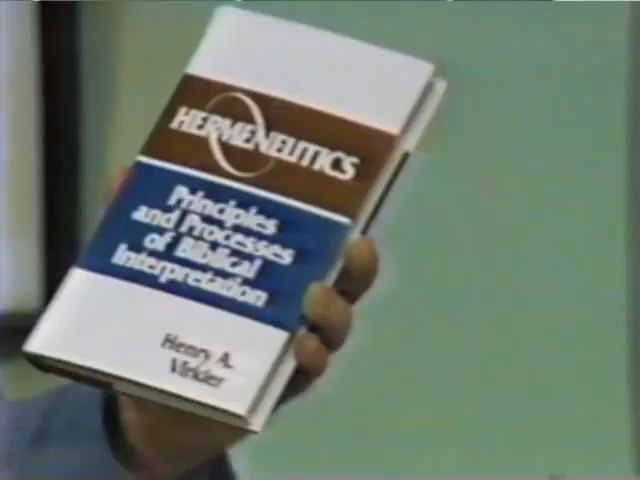 HERMENEUTICS
Principles
and Processes
of Biblical
Interpretation
Henry A.
Virkler